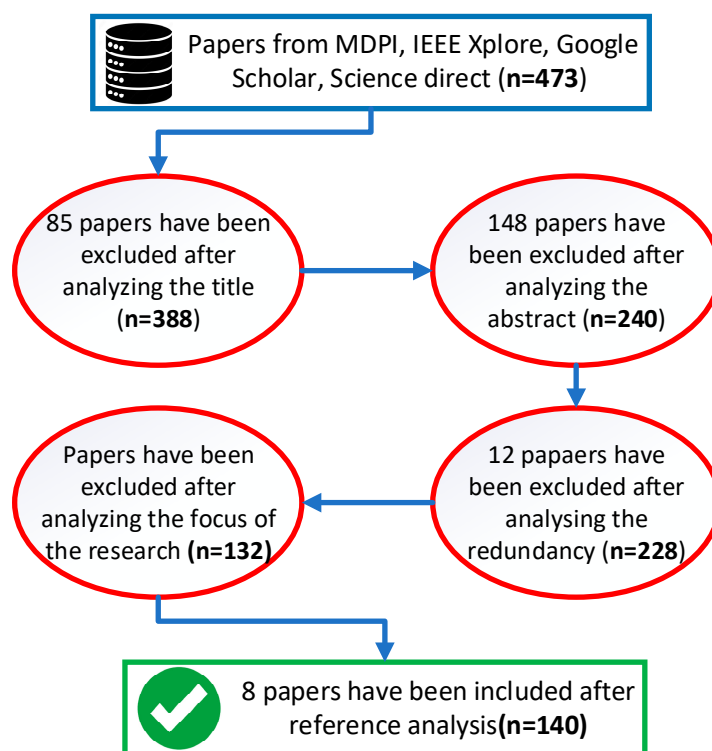 Papers from MDPI, IEEE Xplore, Google
Scholar, Science direct (n=473)
85 papers have been
excluded after
analyzing the title
(n=388)
148 papers have
been excluded after
analyzing the
abstract (n=240)
12 papaers have
been excluded after
analysing the
redundancy (n=228)
Papers have been
excluded after
analyzing the focus of
the research (n=132)
8 papers have been included after
reference analysis(n=140)